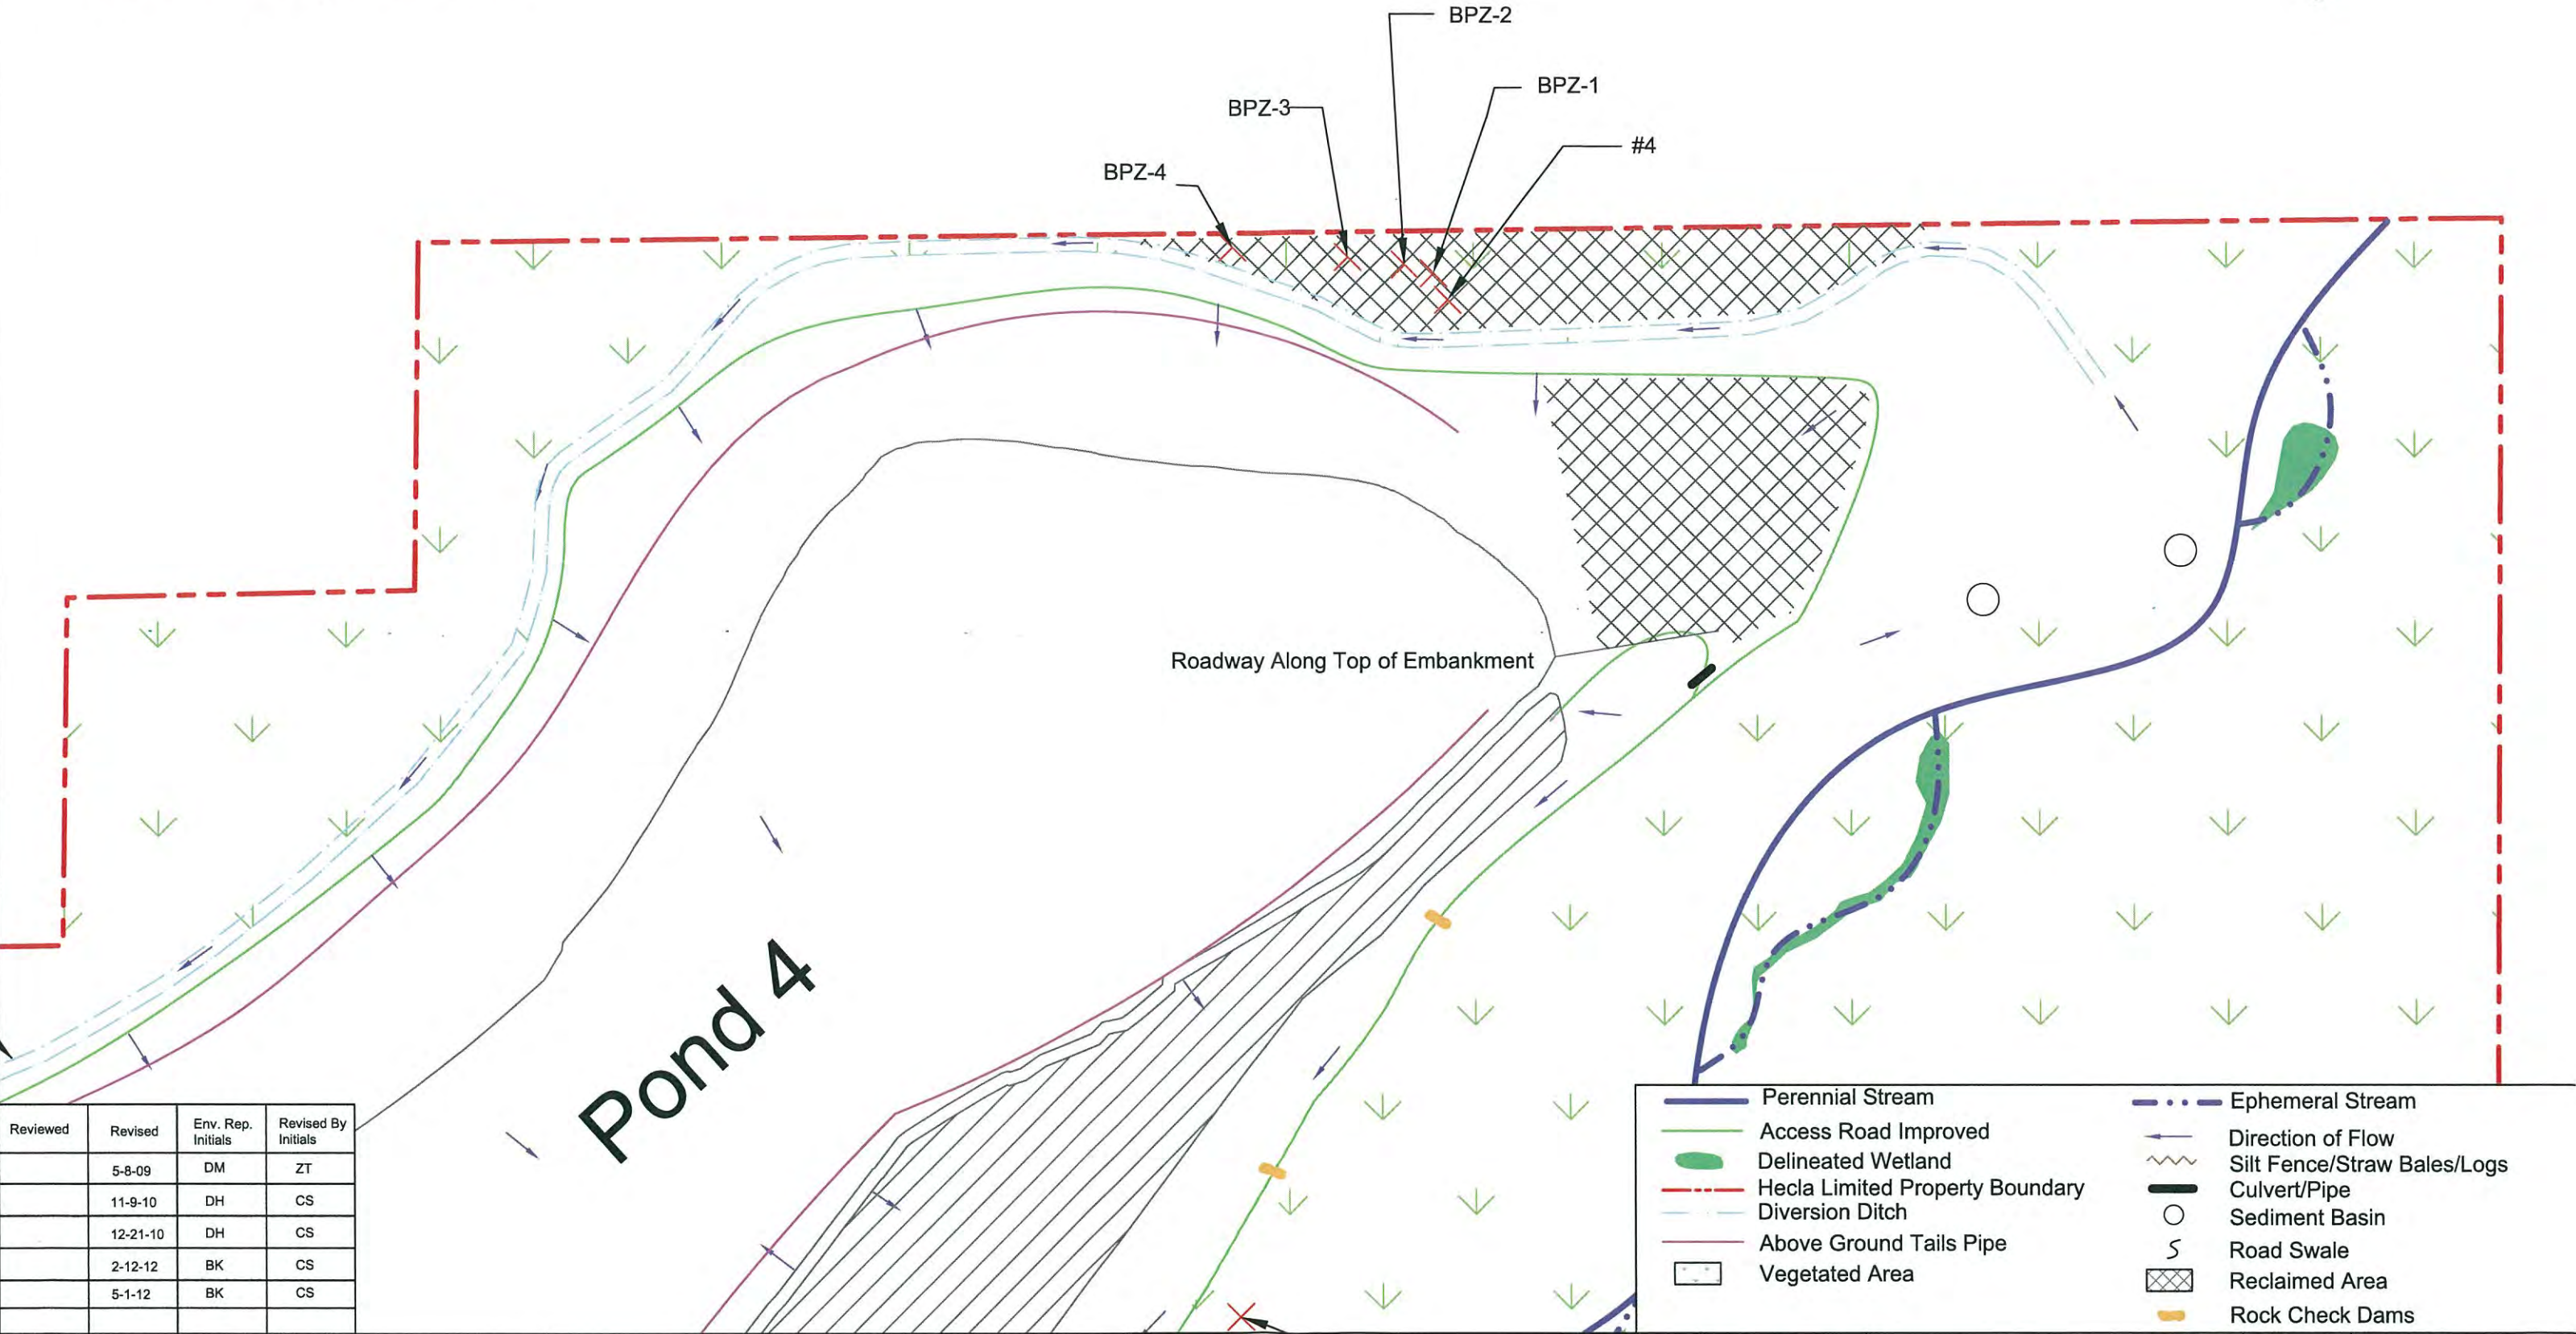 BPZ-2
BPZ-1
BPZ-3
#4
BPZ-4
Roadway Along Top of Embankment
Pond 4
Reviewed Revised Env. Rep. Initials Revised By Initials
5-8-09 DM ZT
11-9-10 DH CS
12-21-10 DH CS
2-12-12 BK CS
5-1-12 BK CS
Perennial Stream
Access Road Improved
Delineated Wetland
Hecla Limited Property Boundary
Diversion Ditch
Above Ground Tails Pipe
Vegetated Area
Ephemeral Stream
Direction of Flow
Silt Fence/Straw Bales/Logs
Culvert/Pipe
Sediment Basin
Road Swale
Reclaimed Area
Rock Check Dams